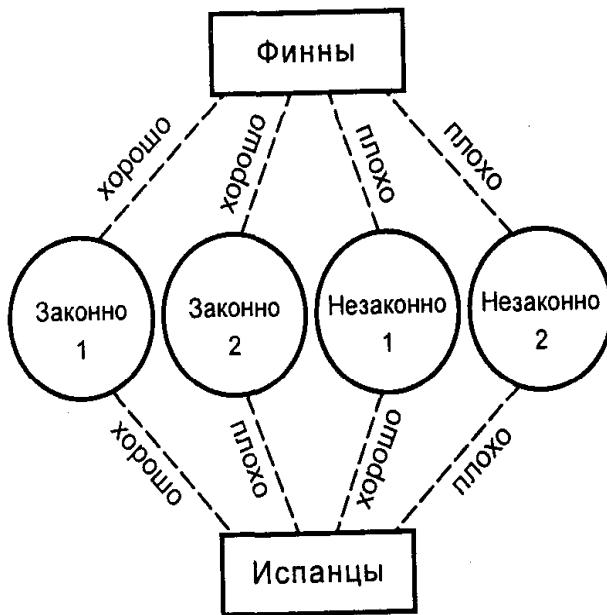 Финны
хорошо
хорошо
плохо
плохо
Законно
1
Законно
2
Незаконно
1
Незаконно
2
хорошо
плохо
хорошо
плохо
Испанцы